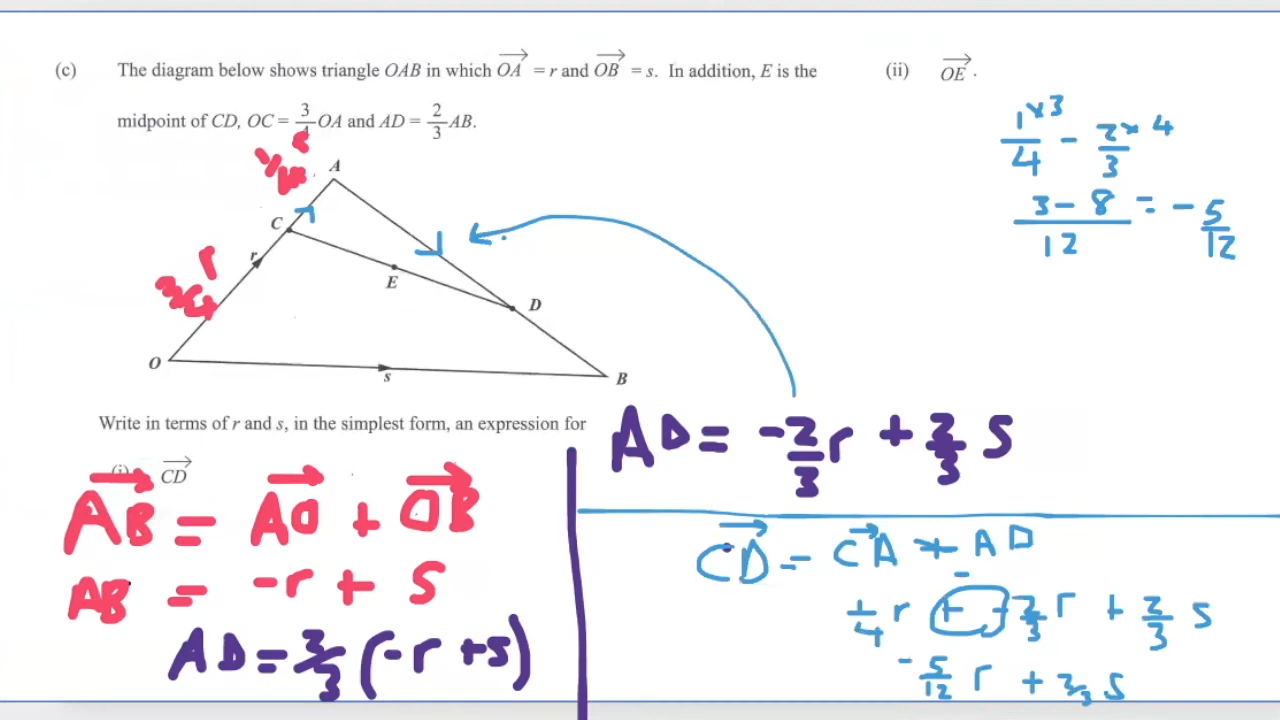 (c) The diagram below shows triangle OAB in which OA = r and OB = s. In addition, E is the
midpoint of CD, OC = 3/4 OA and AD = 2/3 AB.
A
C
r
E
D
O
s
B
1/4 r
3/4 r
Write in terms of r and s, in the simplest form, an expression for
(i) CD
AB = AO + OB
AB = -r + s
AD = 2/3 (-r + s)
(ii) OE.
1×3/4 - 2×4/3
3 - 8/12 = -5/12
AD = -2/3 r + 2/3 s
CD = CA + AD
1/4 r + - 2/3 r + 2/3 s
-5/12 r + 2/3 s